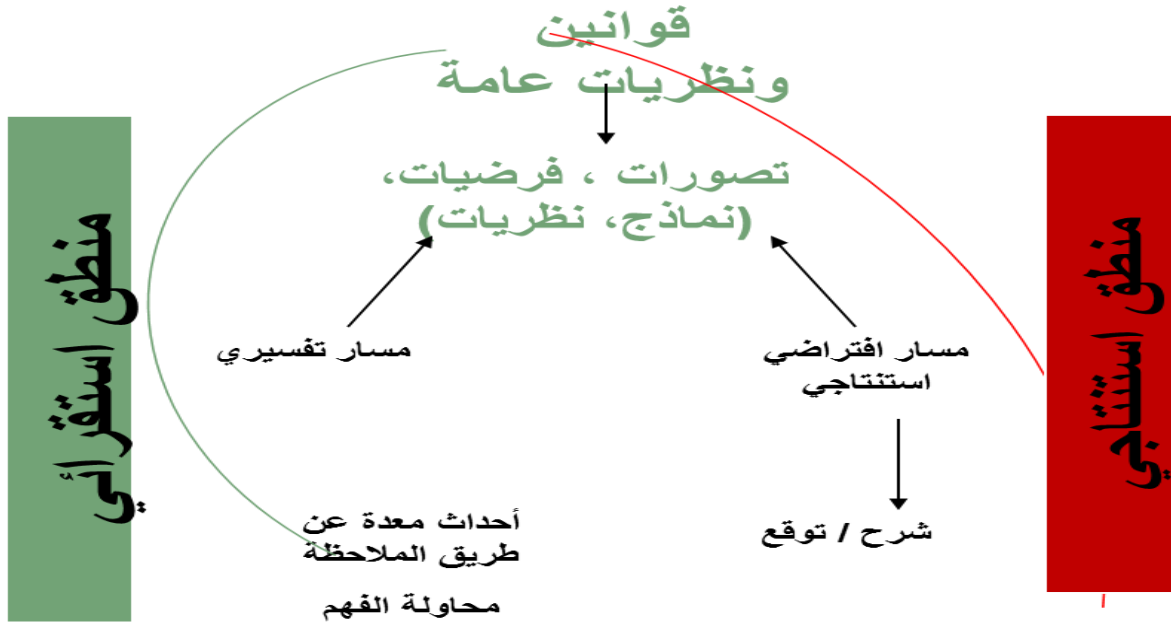 قوانين
ونظريات عامة
تصورات ، فرضيات،
(نماذج، نظريات)
منطق استنتاجي
منطق استقرائي
مسار افتراضي
استنتاجي
مسار تفسيري
شرح / توقع
أحداث معدة عن
طريق الملاحظة
محاولة الفهم